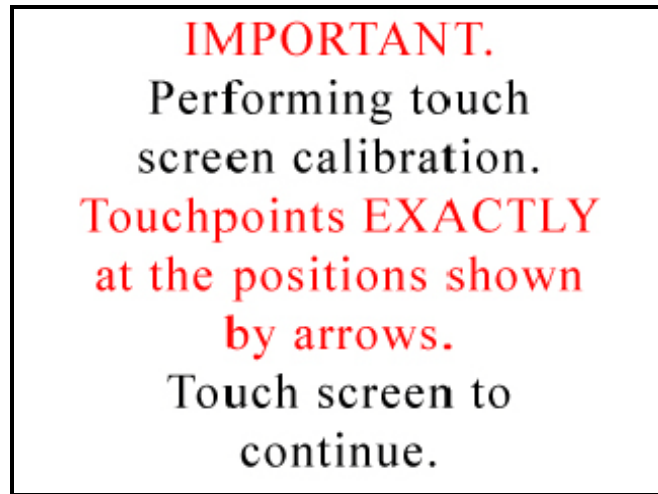 IMPORTANT.
Performing touch
screen calibration.
Touchpoints EXACTLY
at the positions shown
by arrows.
Touch screen to
continue.